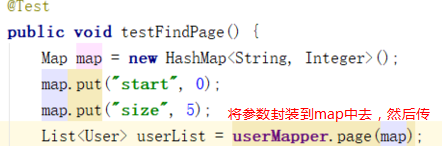 @Test
public void testFindPage() {
Map map = new HashMap<String, Integer>();
map.put("start", 0);
map.put("size", 5);
将参数封装到map中去，然后传
List<User> userList = userMapper.page(map);